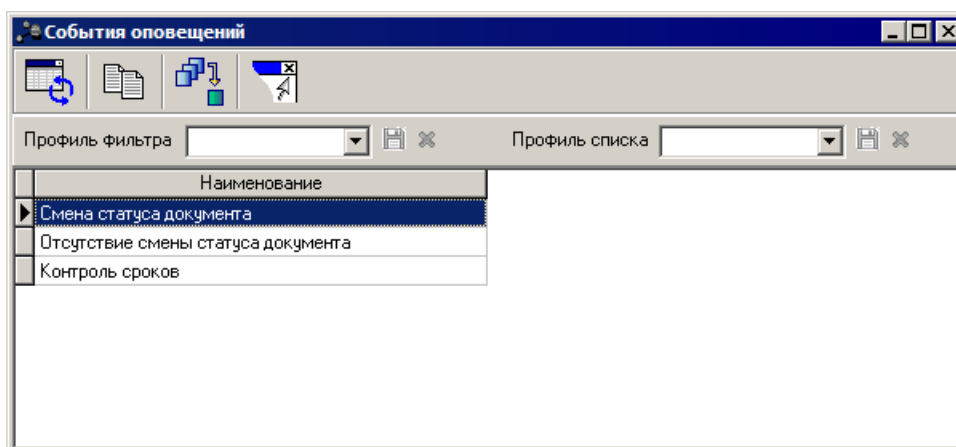 События оповещений
Профиль фильтра
Профиль списка
Наименование
Смена статуса документа
Отсутствие смены статуса документа
Контроль сроков